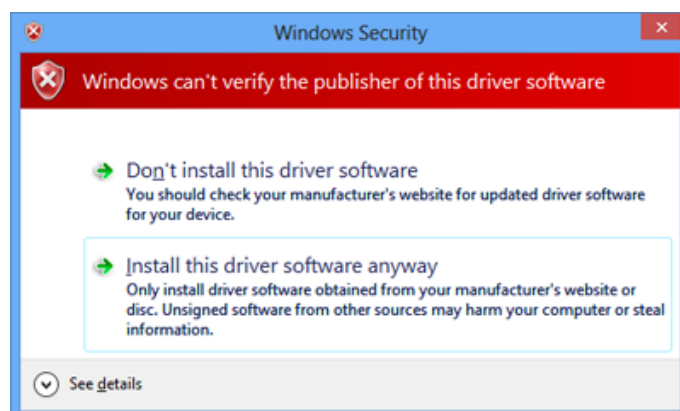 Windows Security
Windows can't verify the publisher of this driver software
Don't install this driver software
You should check your manufacturer's website for updated driver software
for your device.
Install this driver software anyway
Only install driver software obtained from your manufacturer's website or
disc. Unsigned software from other sources may harm your computer or steal
information.
See details